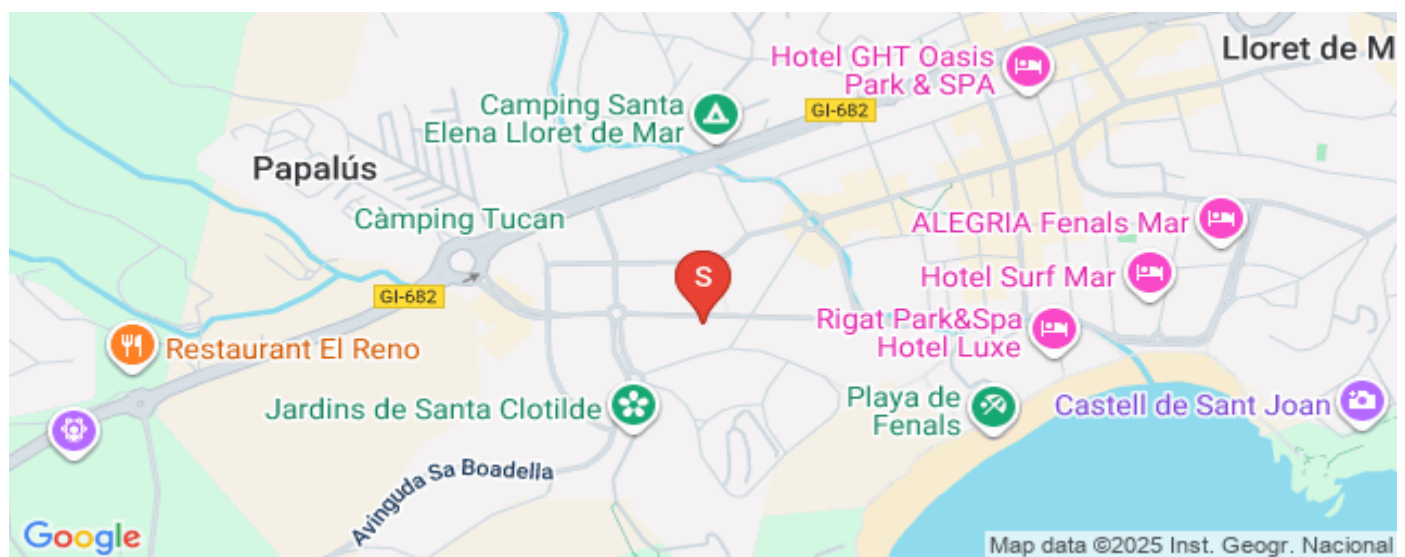 Hotel GHT Oasis
Park & SPA
Lloret de M
Camping Santa
Elena Lloret de Mar
GI-682
Papalús
Càmping Tucan
ALEGRIA Fenals Mar
S
Hotel Surf Mar
GI-682
Rigat Park&Spa
Hotel Luxe
Restaurant El Reno
Jardins de Santa Clotilde
Playa de
Fenals
Castell de Sant Joan
Avinguda Sa Boadella
Google
Map data ©2025 Inst. Geogr. Nacional